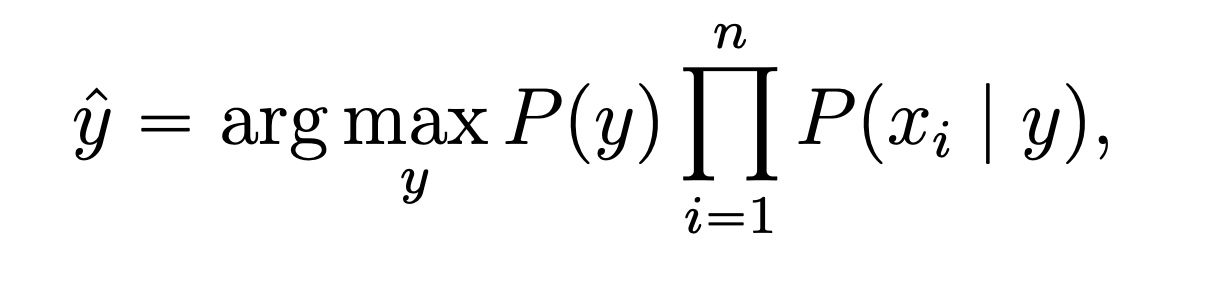 ŷ = arg max_y P(y) ∏_{i=1}^{n} P(x_i | y),